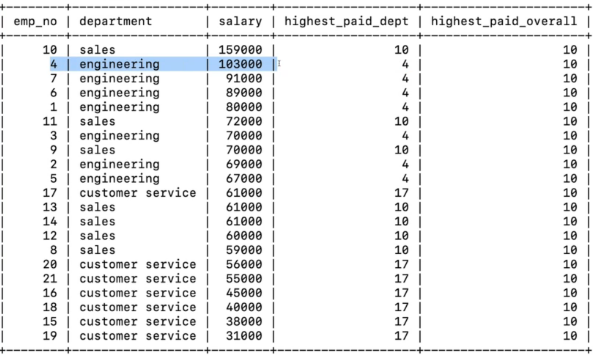 +--------+------------------+--------+-------------------+----------------------+
| emp_no | department       | salary | highest_paid_dept | highest_paid_overall |
+--------+------------------+--------+-------------------+----------------------+
|     10 | sales            | 159000 |                10 |                   10 |
|      4 | engineering      | 103000 |                 4 |                   10 |
|      7 | engineering      |  91000 |                 4 |                   10 |
|      6 | engineering      |  89000 |                 4 |                   10 |
|      1 | engineering      |  80000 |                 4 |                   10 |
|     11 | sales            |  72000 |                10 |                   10 |
|      3 | engineering      |  70000 |                 4 |                   10 |
|      9 | sales            |  70000 |                10 |                   10 |
|      2 | engineering      |  69000 |                 4 |                   10 |
|      5 | engineering      |  67000 |                 4 |                   10 |
|     17 | customer service |  61000 |                17 |                   10 |
|     13 | sales            |  61000 |                10 |                   10 |
|     14 | sales            |  61000 |                10 |                   10 |
|     12 | sales            |  60000 |                10 |                   10 |
|      8 | sales            |  59000 |                10 |                   10 |
|     20 | customer service |  56000 |                17 |                   10 |
|     21 | customer service |  55000 |                17 |                   10 |
|     16 | customer service |  45000 |                17 |                   10 |
|     18 | customer service |  40000 |                17 |                   10 |
|     15 | customer service |  38000 |                17 |                   10 |
|     19 | customer service |  31000 |                17 |                   10 |
+--------+------------------+--------+-------------------+----------------------+